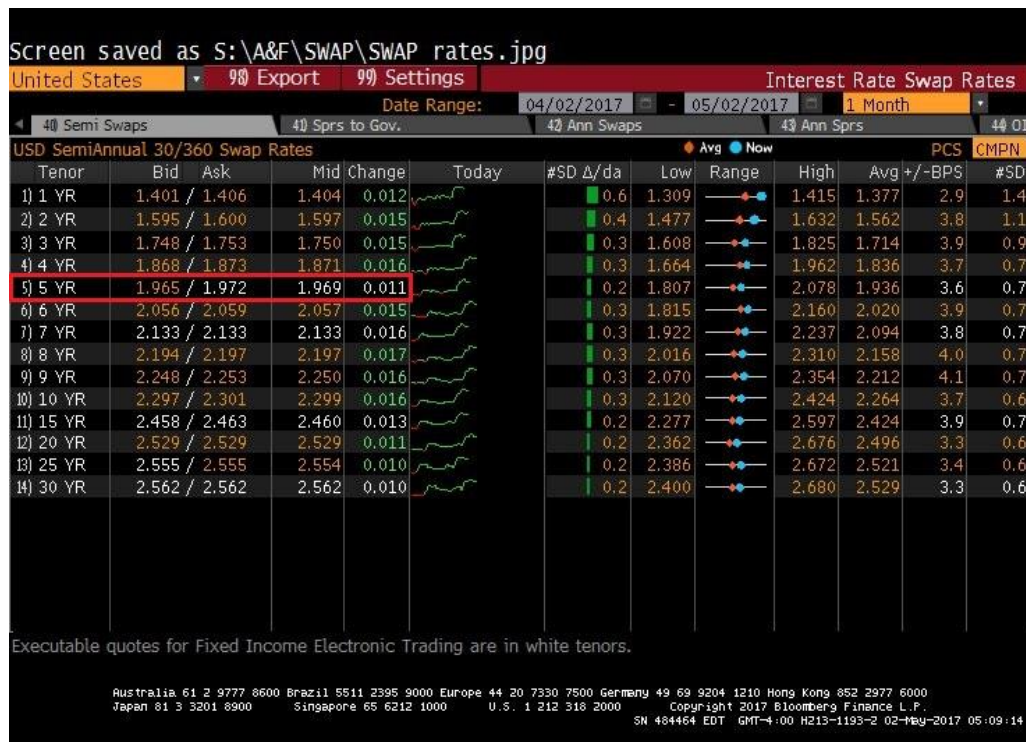 Screen saved as S:\A&F\SWAP\SWAP rates.jpg
United States 98) Export 99) Settings Interest Rate Swap Rates
Date Range: 04/02/2017 - 05/02/2017 1 Month
40) Semi Swaps 41) Sprs to Gov. 42) Ann Swaps 43) Ann Sprs 44)
USD SemiAnnual 30/360 Swap Rates Avg Now PCS CMPN
Tenor Bid Ask Mid Change Today #SD Δ/da Low Range High Avg +/-BPS #SD
1) 1 YR 1.401 / 1.406 1.404 0.012 0.6 1.309 1.415 1.377 2.9 1.4
2) 2 YR 1.595 / 1.600 1.597 0.015 0.4 1.477 1.632 1.562 3.8 1.1
3) 3 YR 1.748 / 1.753 1.750 0.015 0.3 1.608 1.825 1.714 3.9 0.9
4) 4 YR 1.868 / 1.873 1.871 0.016 0.3 1.664 1.962 1.836 3.7 0.7
5) 5 YR 1.965 / 1.972 1.969 0.011 0.2 1.807 2.078 1.936 3.6 0.7
6) 6 YR 2.056 / 2.059 2.057 0.015 0.3 1.815 2.160 2.020 3.9 0.7
7) 7 YR 2.133 / 2.133 2.133 0.016 0.3 1.922 2.237 2.094 3.8 0.7
8) 8 YR 2.194 / 2.197 2.197 0.017 0.3 2.016 2.310 2.158 4.0 0.7
9) 9 YR 2.248 / 2.253 2.250 0.016 0.3 2.070 2.354 2.212 4.1 0.7
10) 10 YR 2.297 / 2.301 2.299 0.016 0.3 2.120 2.424 2.264 3.7 0.6
11) 15 YR 2.458 / 2.463 2.460 0.013 0.2 2.277 2.597 2.424 3.9 0.7
12) 20 YR 2.529 / 2.529 2.529 0.011 0.2 2.362 2.676 2.496 3.3 0.6
13) 25 YR 2.555 / 2.555 2.554 0.010 0.2 2.386 2.672 2.521 3.4 0.6
14) 30 YR 2.562 / 2.562 2.562 0.010 0.2 2.400 2.680 2.529 3.3 0.6
Executable quotes for Fixed Income Electronic Trading are in white tenors.
Australia 61 2 9777 8600 Brazil 5511 2395 9000 Europe 44 20 7330 7500 Germany 49 69 9204 1210 Hong Kong 852 2977 6000
Japan 81 3 3201 8900 Singapore 65 6212 1000 U.S. 1 212 318 2000 Copyright 2017 Bloomberg Finance L.P.
SN 484464 EDT GMT-4:00 H213-1193-2 02-May-2017 05:09:14